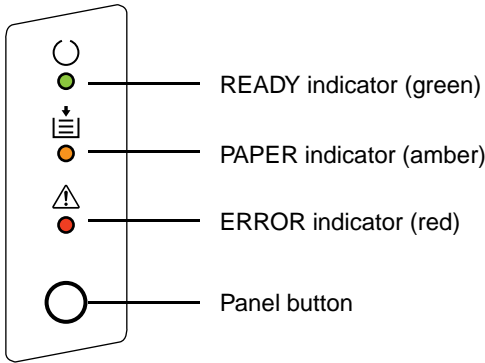 READY indicator (green)
PAPER indicator (amber)
ERROR indicator (red)
Panel button